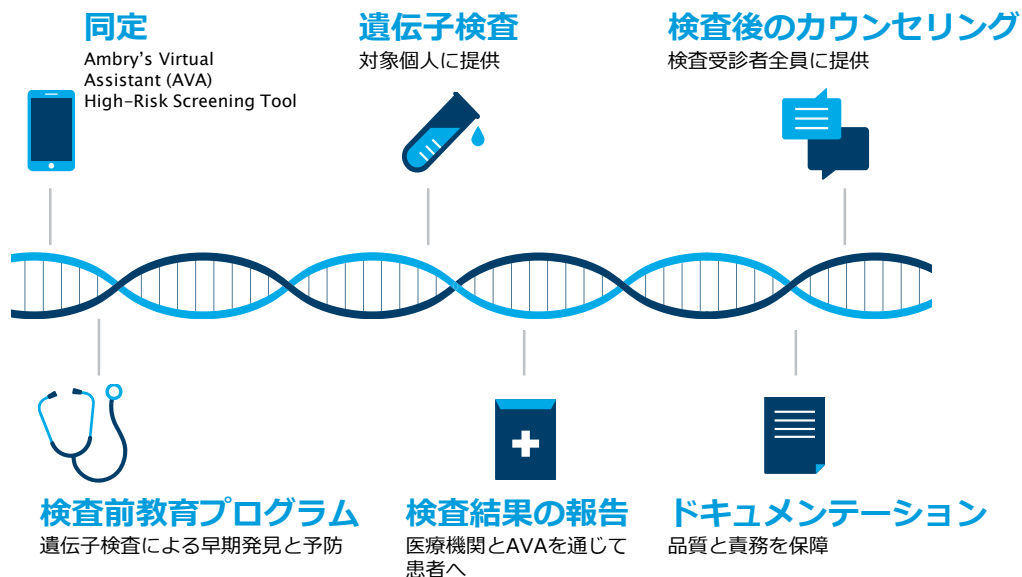 同定
Ambry's Virtual
Assistant (AVA)
High-Risk Screening Tool
遺伝子検査
対象個人に提供
検査後のカウンセリング
検査受診者全員に提供
検査前教育プログラム
遺伝子検査による早期発見と予防
検査結果の報告
医療機関とAVAを通じて
患者へ
ドキュメンテーション
品質と責務を保障